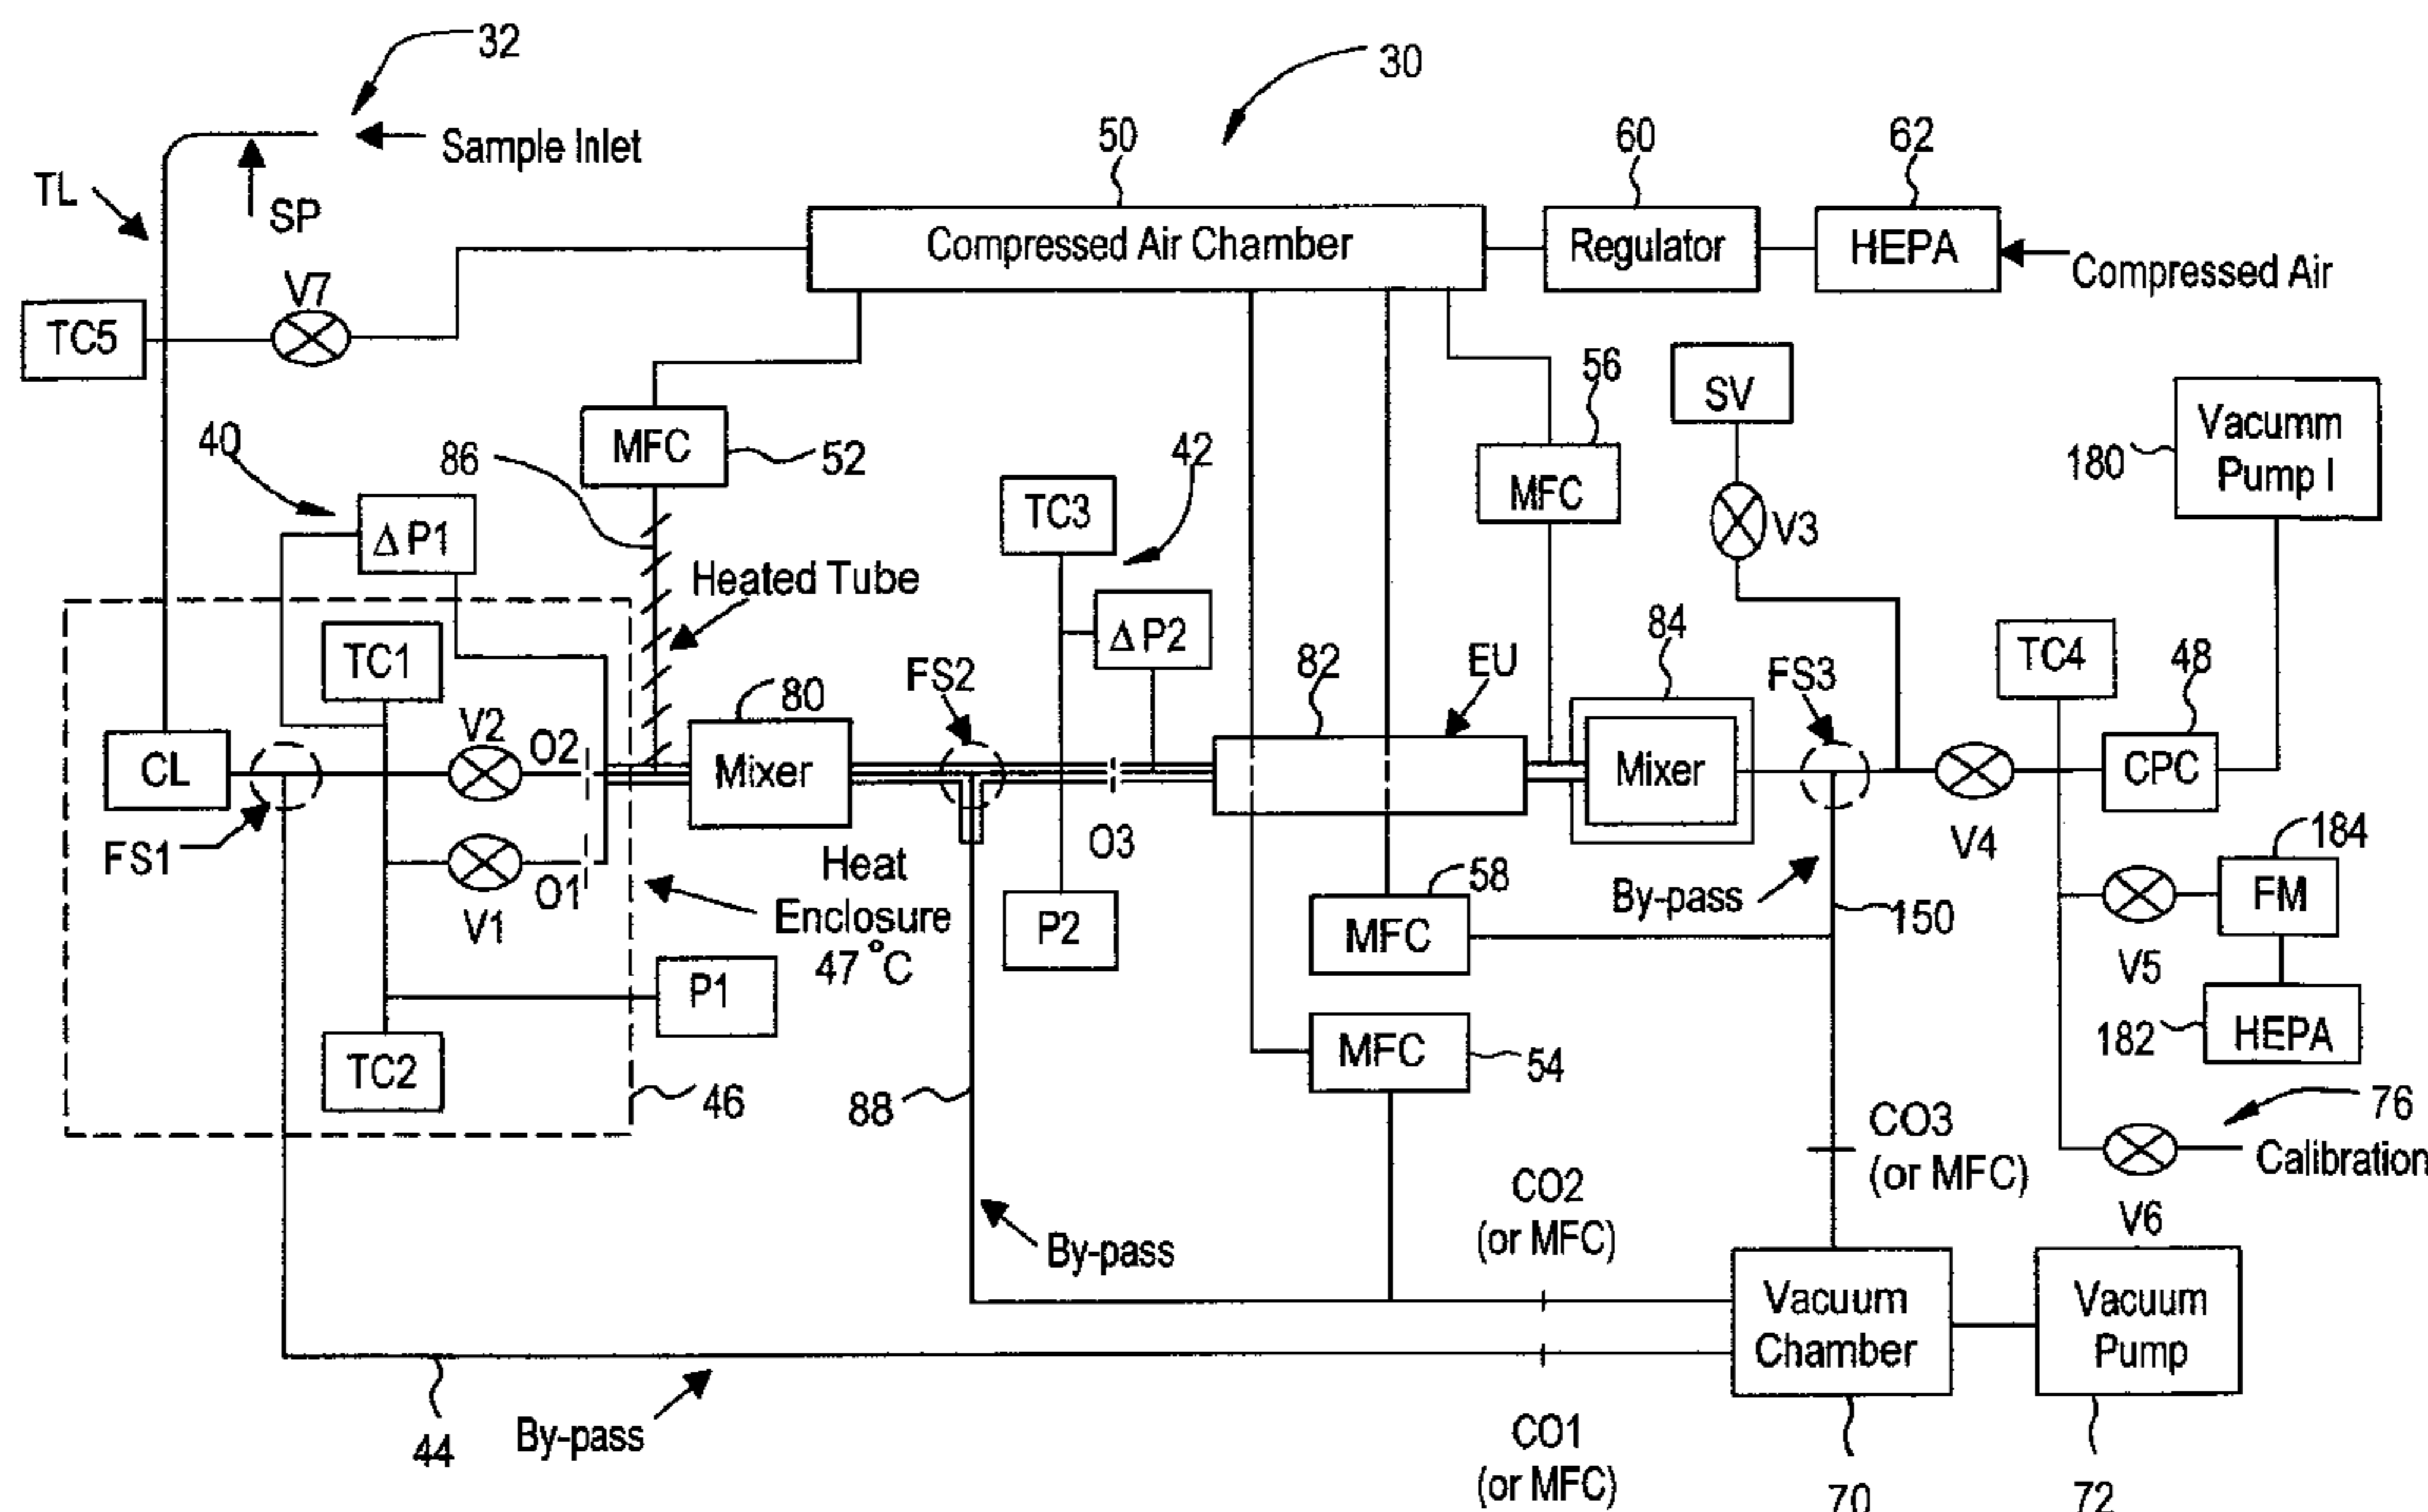 32
30
Sample Inlet
50
60
62
TL
SP
Compressed Air Chamber
Regulator
HEPA
Compressed Air
V7
TC5
56
SV
40
MFC
52
86
42
MFC
V3
Vacumm
Pump I
180
Δ P1
TC3
Heated Tube
Δ P2
TC1
80
FS2
82
EU
84
FS3
TC4
48
CL
V2
O2
Mixer
Mixer
CPC
FS1
V1
O1
Heat
Enclosure
47 °C
O3
P2
58
MFC
By-pass
150
V4
184
FM
V5
P1
TC2
46
88
MFC
54
182
HEPA
76
CO3
(or MFC)
Calibration
V6
CO2
(or MFC)
By-pass
Vacuum
Chamber
Vacuum
Pump
44
By-pass
CO1
(or MFC)
70
72